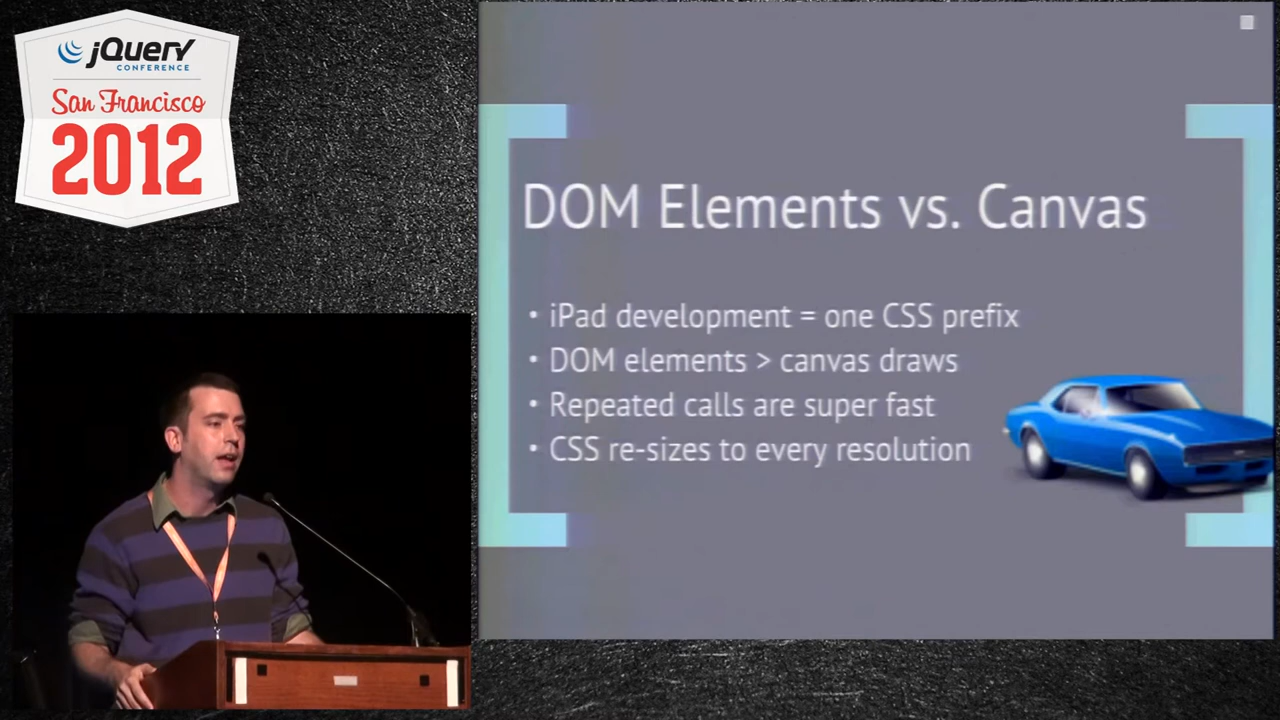 jQuery
CONFERENCE
San Francisco
2012
DOM Elements vs. Canvas
• iPad development = one CSS prefix
• DOM elements > canvas draws
• Repeated calls are super fast
• CSS re-sizes to every resolution